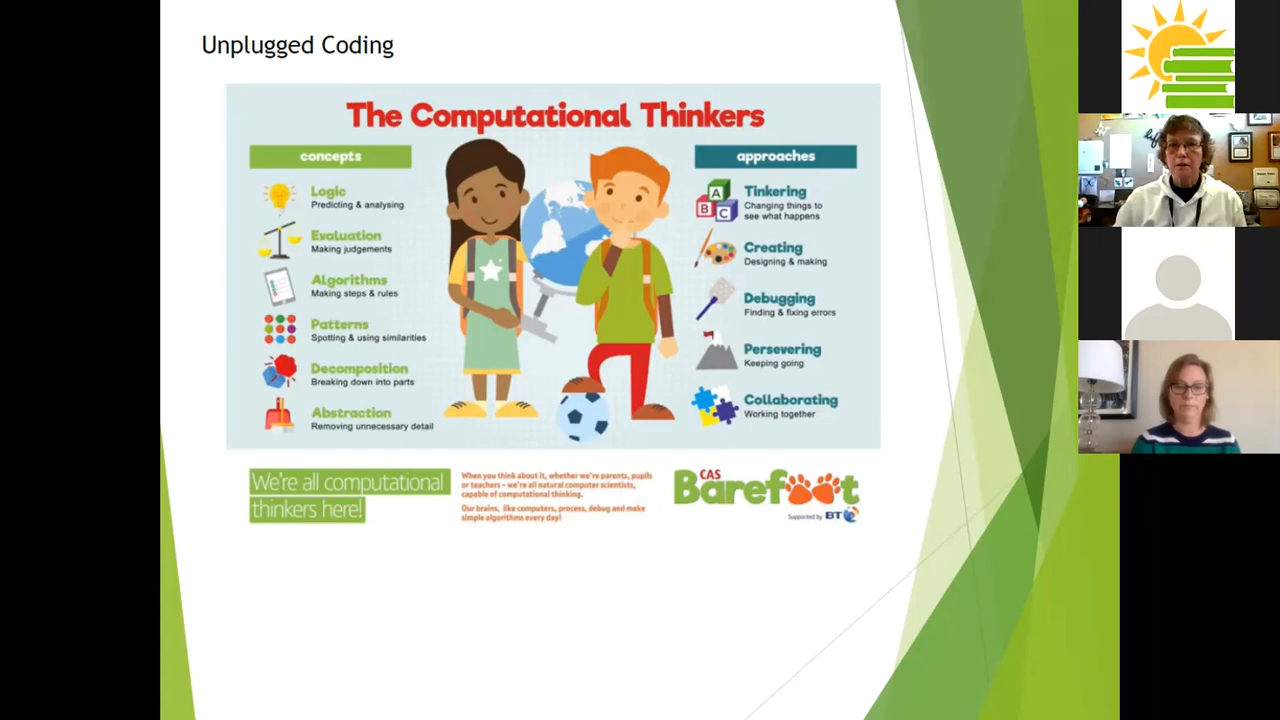 Unplugged Coding
The Computational Thinkers
concepts
Logic
Predicting & analysing
Evaluation
Making judgements
Algorithms
Making steps & rules
Patterns
Spotting & using similarities
Decomposition
Breaking down into parts
Abstraction
Removing unnecessary detail
approaches
Tinkering
Changing things to
see what happens
Creating
Designing & making
Debugging
Finding & fixing errors
Persevering
Keeping going
Collaborating
Working together
A
B C
We're all computational
thinkers here!
When you think about it, whether we're parents, pupils
or teachers – we're all natural computer scientists,
capable of computational thinking.
Our brains, like computers, process, debug and make
simple algorithms every day!
CAS
Barefoot
Supported by BT